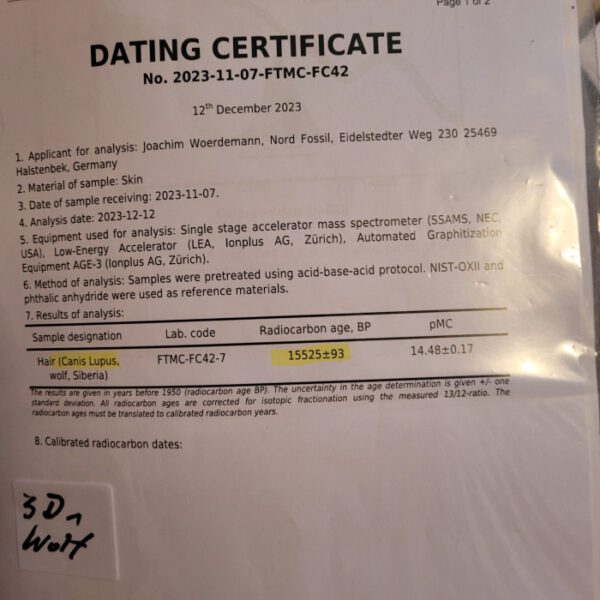 Page 1 of 2
DATING CERTIFICATE
No. 2023-11-07-FTMC-FC42
12th December 2023
1. Applicant for analysis: Joachim Woerdemann, Nord Fossil, Eidelstedter Weg 230 25469
Halstenbek, Germany
2. Material of sample: Skin
3. Date of sample receiving: 2023-11-07.
4. Analysis date: 2023-12-12
5. Equipment used for analysis: Single stage accelerator mass spectrometer (SSAMS, NEC,
USA), Low-Energy Accelerator (LEA, Ionplus AG, Zürich), Automated Graphitization
Equipment AGE-3 (Ionplus AG, Zürich).
6. Method of analysis: Samples were pretreated using acid-base-acid protocol. NIST-OXII and
phthalic anhydride were used as reference materials.
7. Results of analysis:
Sample designation Lab. code Radiocarbon age, BP pMC
Hair (Canis Lupus, FTMC-FC42-7 15525±93 14.48±0.17
wolf, Siberia)
The results are given in years before 1950 (radiocarbon age BP). The uncertainty in the age determination is given +/- one
standard deviation. All radiocarbon ages are corrected for isotopic fractionation using the measured 13/12-ratio. The
radiocarbon ages must be translated to calibrated radiocarbon years.
8. Calibrated radiocarbon dates:
3D
Wolf